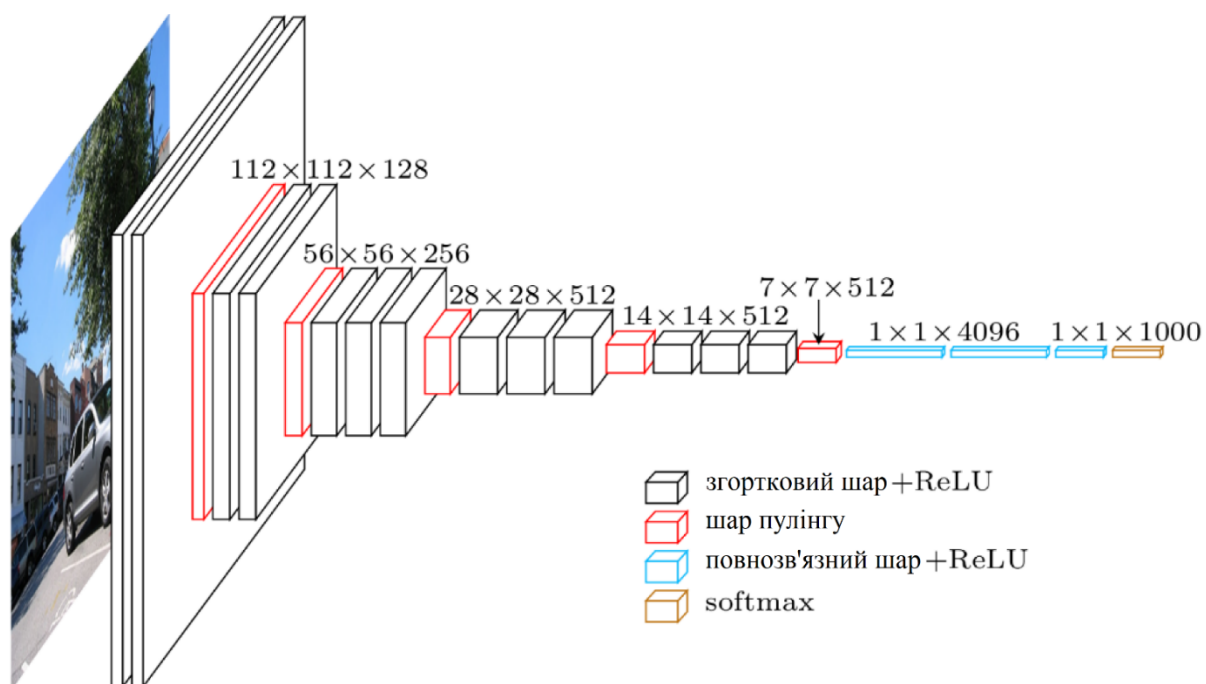 112 × 112 × 128
56 × 56 × 256
28 × 28 × 512
14 × 14 × 512
7 × 7 × 512
1 × 1 × 4096
1 × 1 × 1000
згортковий шар +ReLU
шар пулінгу
повнозв'язний шар +ReLU
softmax